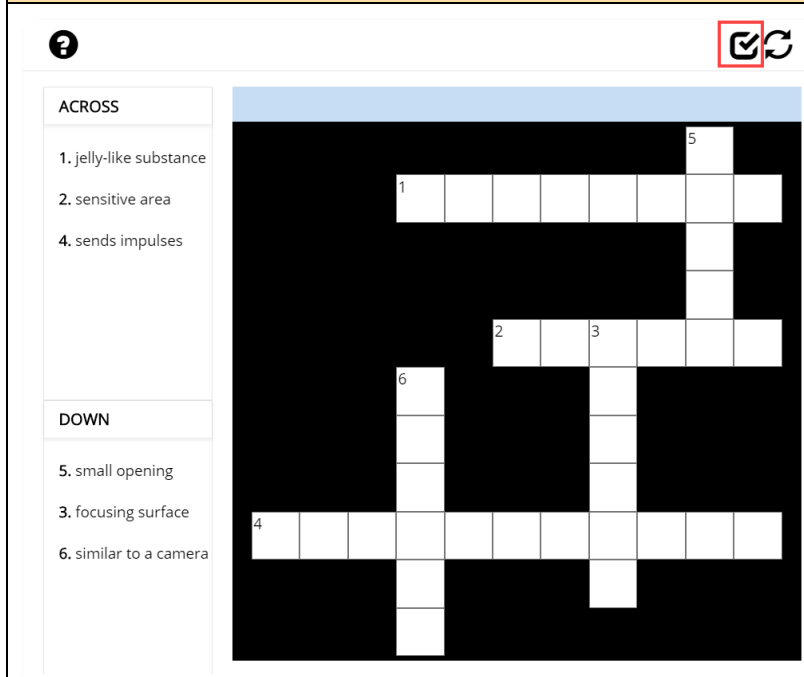 ?
ACROSS
1. jelly-like substance
2. sensitive area
4. sends impulses
DOWN
5. small opening
3. focusing surface
6. similar to a camera
5
1
2
3
6
4